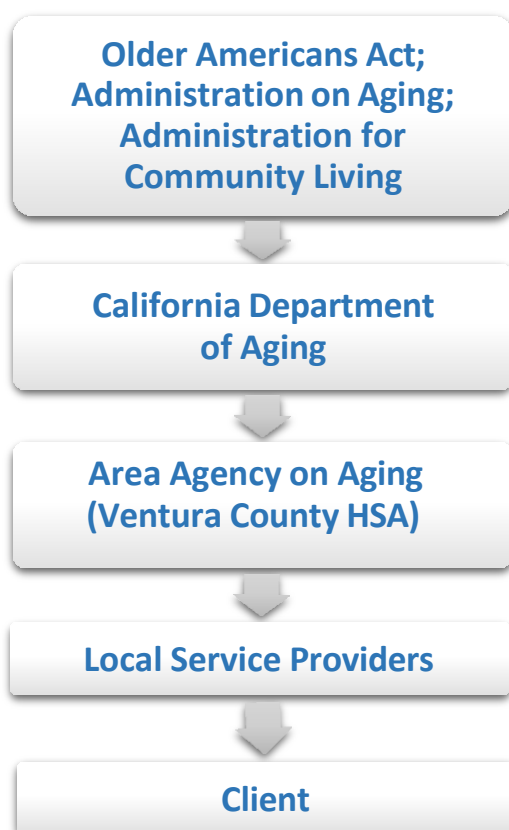 Older Americans Act;
Administration on Aging;
Administration for
Community Living
California Department
of Aging
Area Agency on Aging
(Ventura County HSA)
Local Service Providers
Client